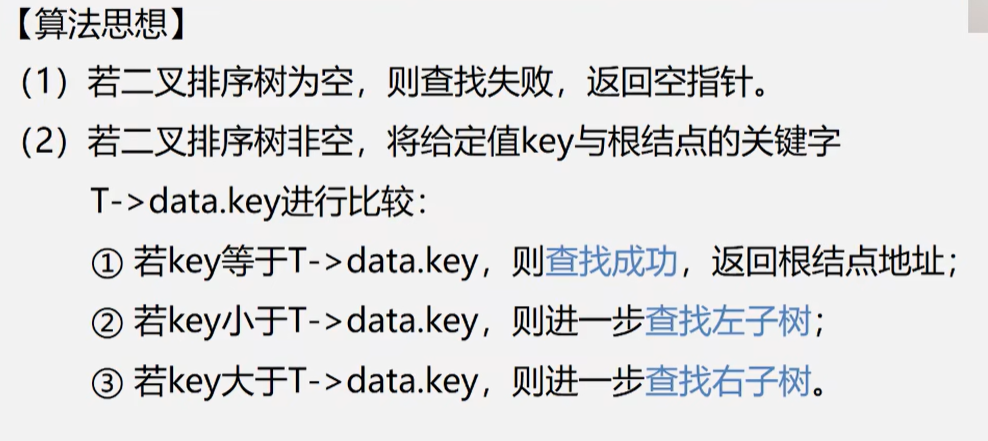 【算法思想】
（1）若二叉排序树为空，则查找失败，返回空指针。
（2）若二叉排序树非空，将给定值key与根结点的关键字
T->data.key进行比较：
① 若key等于T->data.key，则查找成功，返回根结点地址；
② 若key小于T->data.key，则进一步查找左子树；
③ 若key大于T->data.key，则进一步查找右子树。